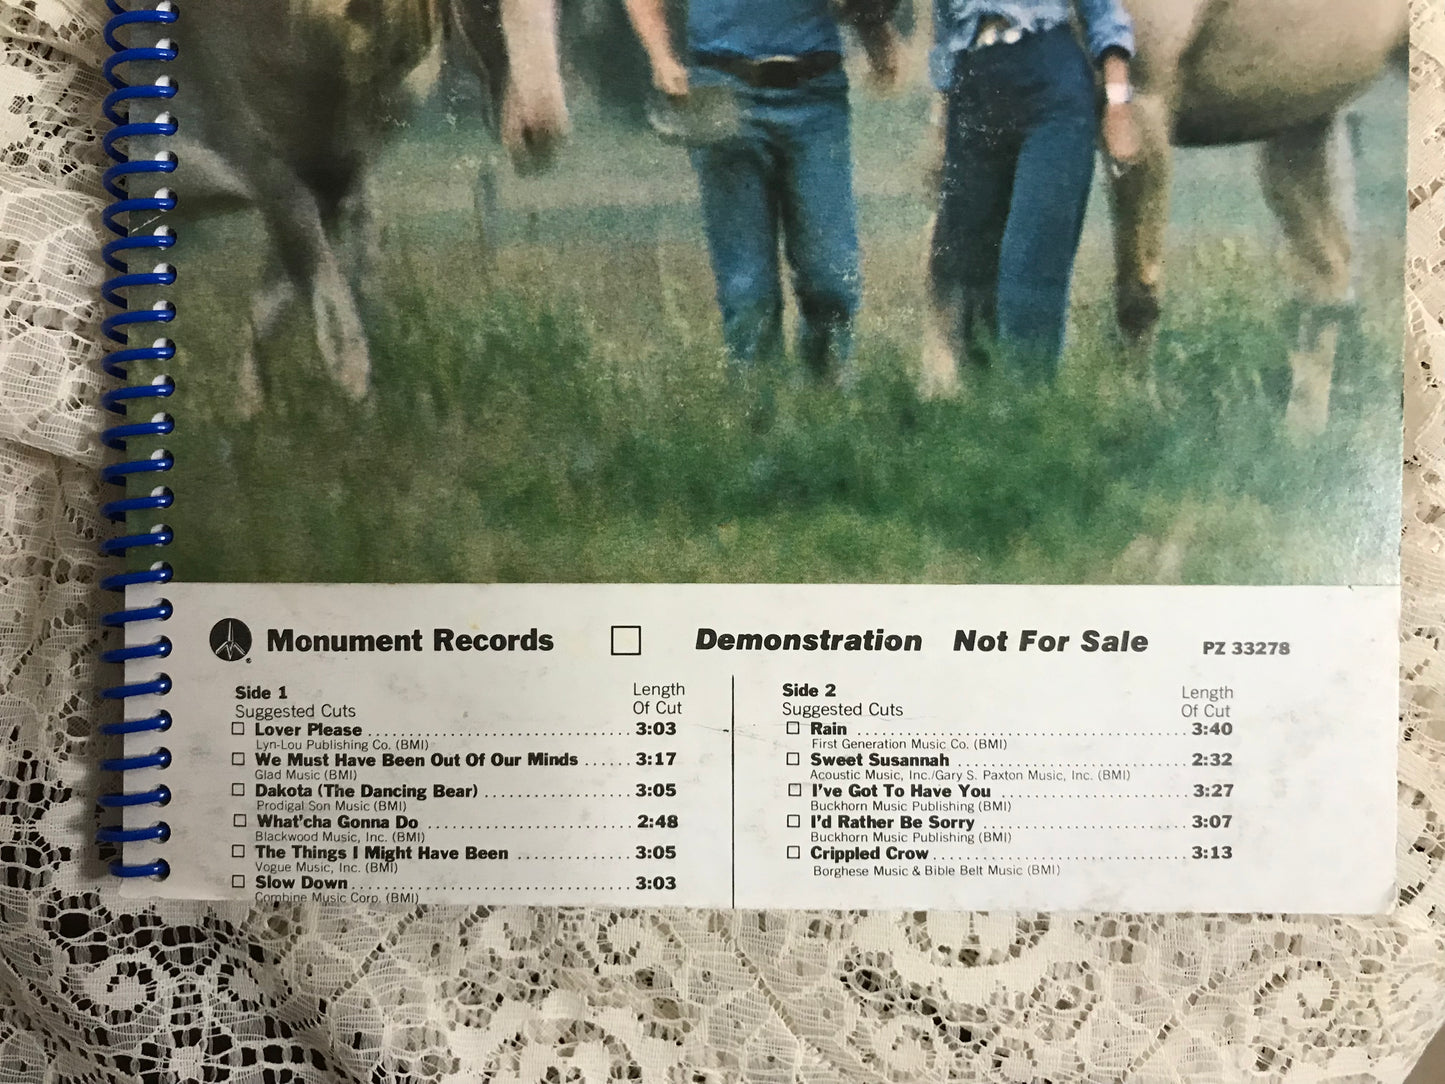 Monument Records Demonstration Not For Sale PZ 33278
®
Side 1
Suggested Cuts
Length
Of Cut
Lover Please 3:03
Lyn-Lou Publishing Co. (BMI)
We Must Have Been Out Of Our Minds 3:17
Glad Music (BMI)
Dakota (The Dancing Bear) 3:05
Prodigal Son Music (BMI)
What'cha Gonna Do 2:48
Blackwood Music, Inc. (BMI)
The Things I Might Have Been 3:05
Vogue Music, Inc. (BMI)
Slow Down 3:03
Combine Music Corp. (BMI)
Side 2
Suggested Cuts
Length
Of Cut
Rain 3:40
First Generation Music Co. (BMI)
Sweet Susannah 2:32
Acoustic Music, Inc./Gary S. Paxton Music, Inc. (BMI)
I've Got To Have You 3:27
Buckhorn Music Publishing (BMI)
I'd Rather Be Sorry 3:07
Buckhorn Music Publishing (BMI)
Crippled Crow 3:13
Borghese Music & Bible Belt Music (BMI)